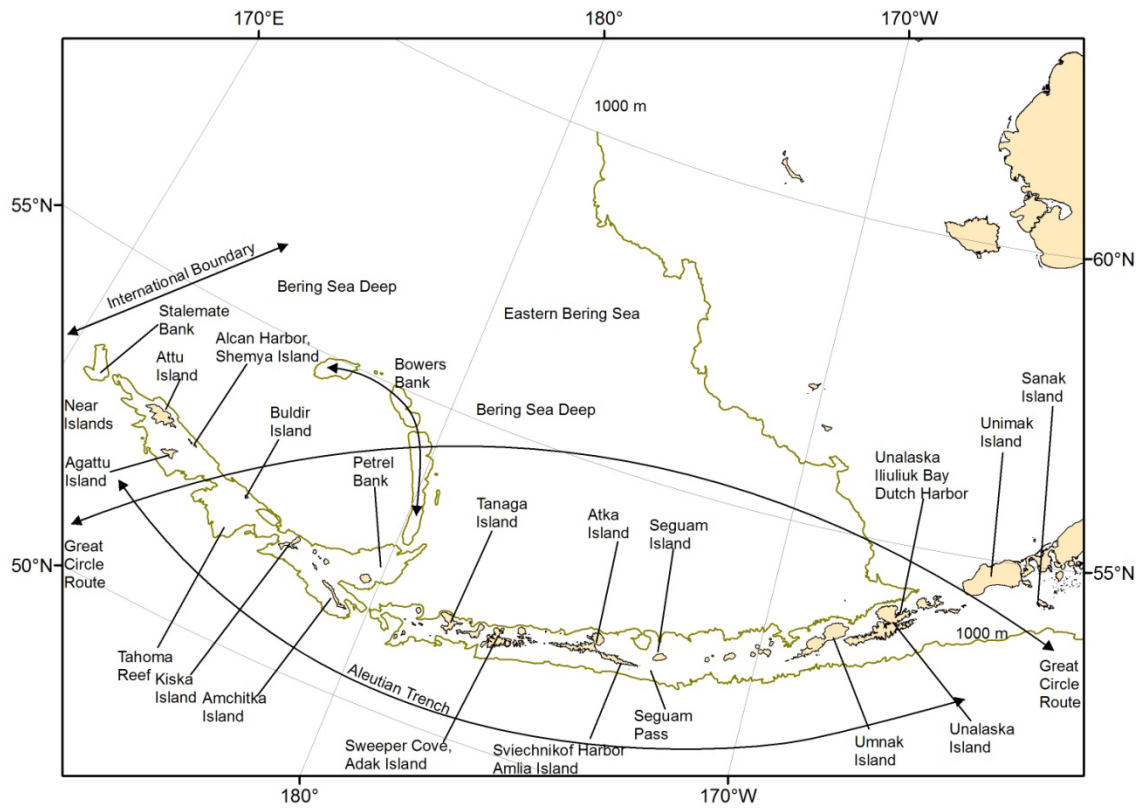 170°E
180°
170°W
1000 m
55°N
60°N
International Boundary
Bering Sea Deep
Stalemate
Bank
Alcan Harbor,
Shemya Island
Eastern Bering Sea
Attu
Island
Bowers
Bank
Near
Islands
Buldir
Island
Bering Sea Deep
Sanak
Island
Unimak
Island
Agattu
Island
Petrel
Bank
Unalaska
Iliuliuk Bay
Dutch Harbor
Tanaga
Island
Atka
Island
Seguam
Island
50°N
Great
Circle
Route
55°N
1000 m
Tahoma
Reef
Kiska
Island
Amchitka
Island
Aleutian Trench
Great
Circle
Route
Seguam
Pass
Sweeper Cove,
Adak Island
Sviechnikof Harbor
Amlia Island
Umnak
Island
Unalaska
Island
180°
170°W